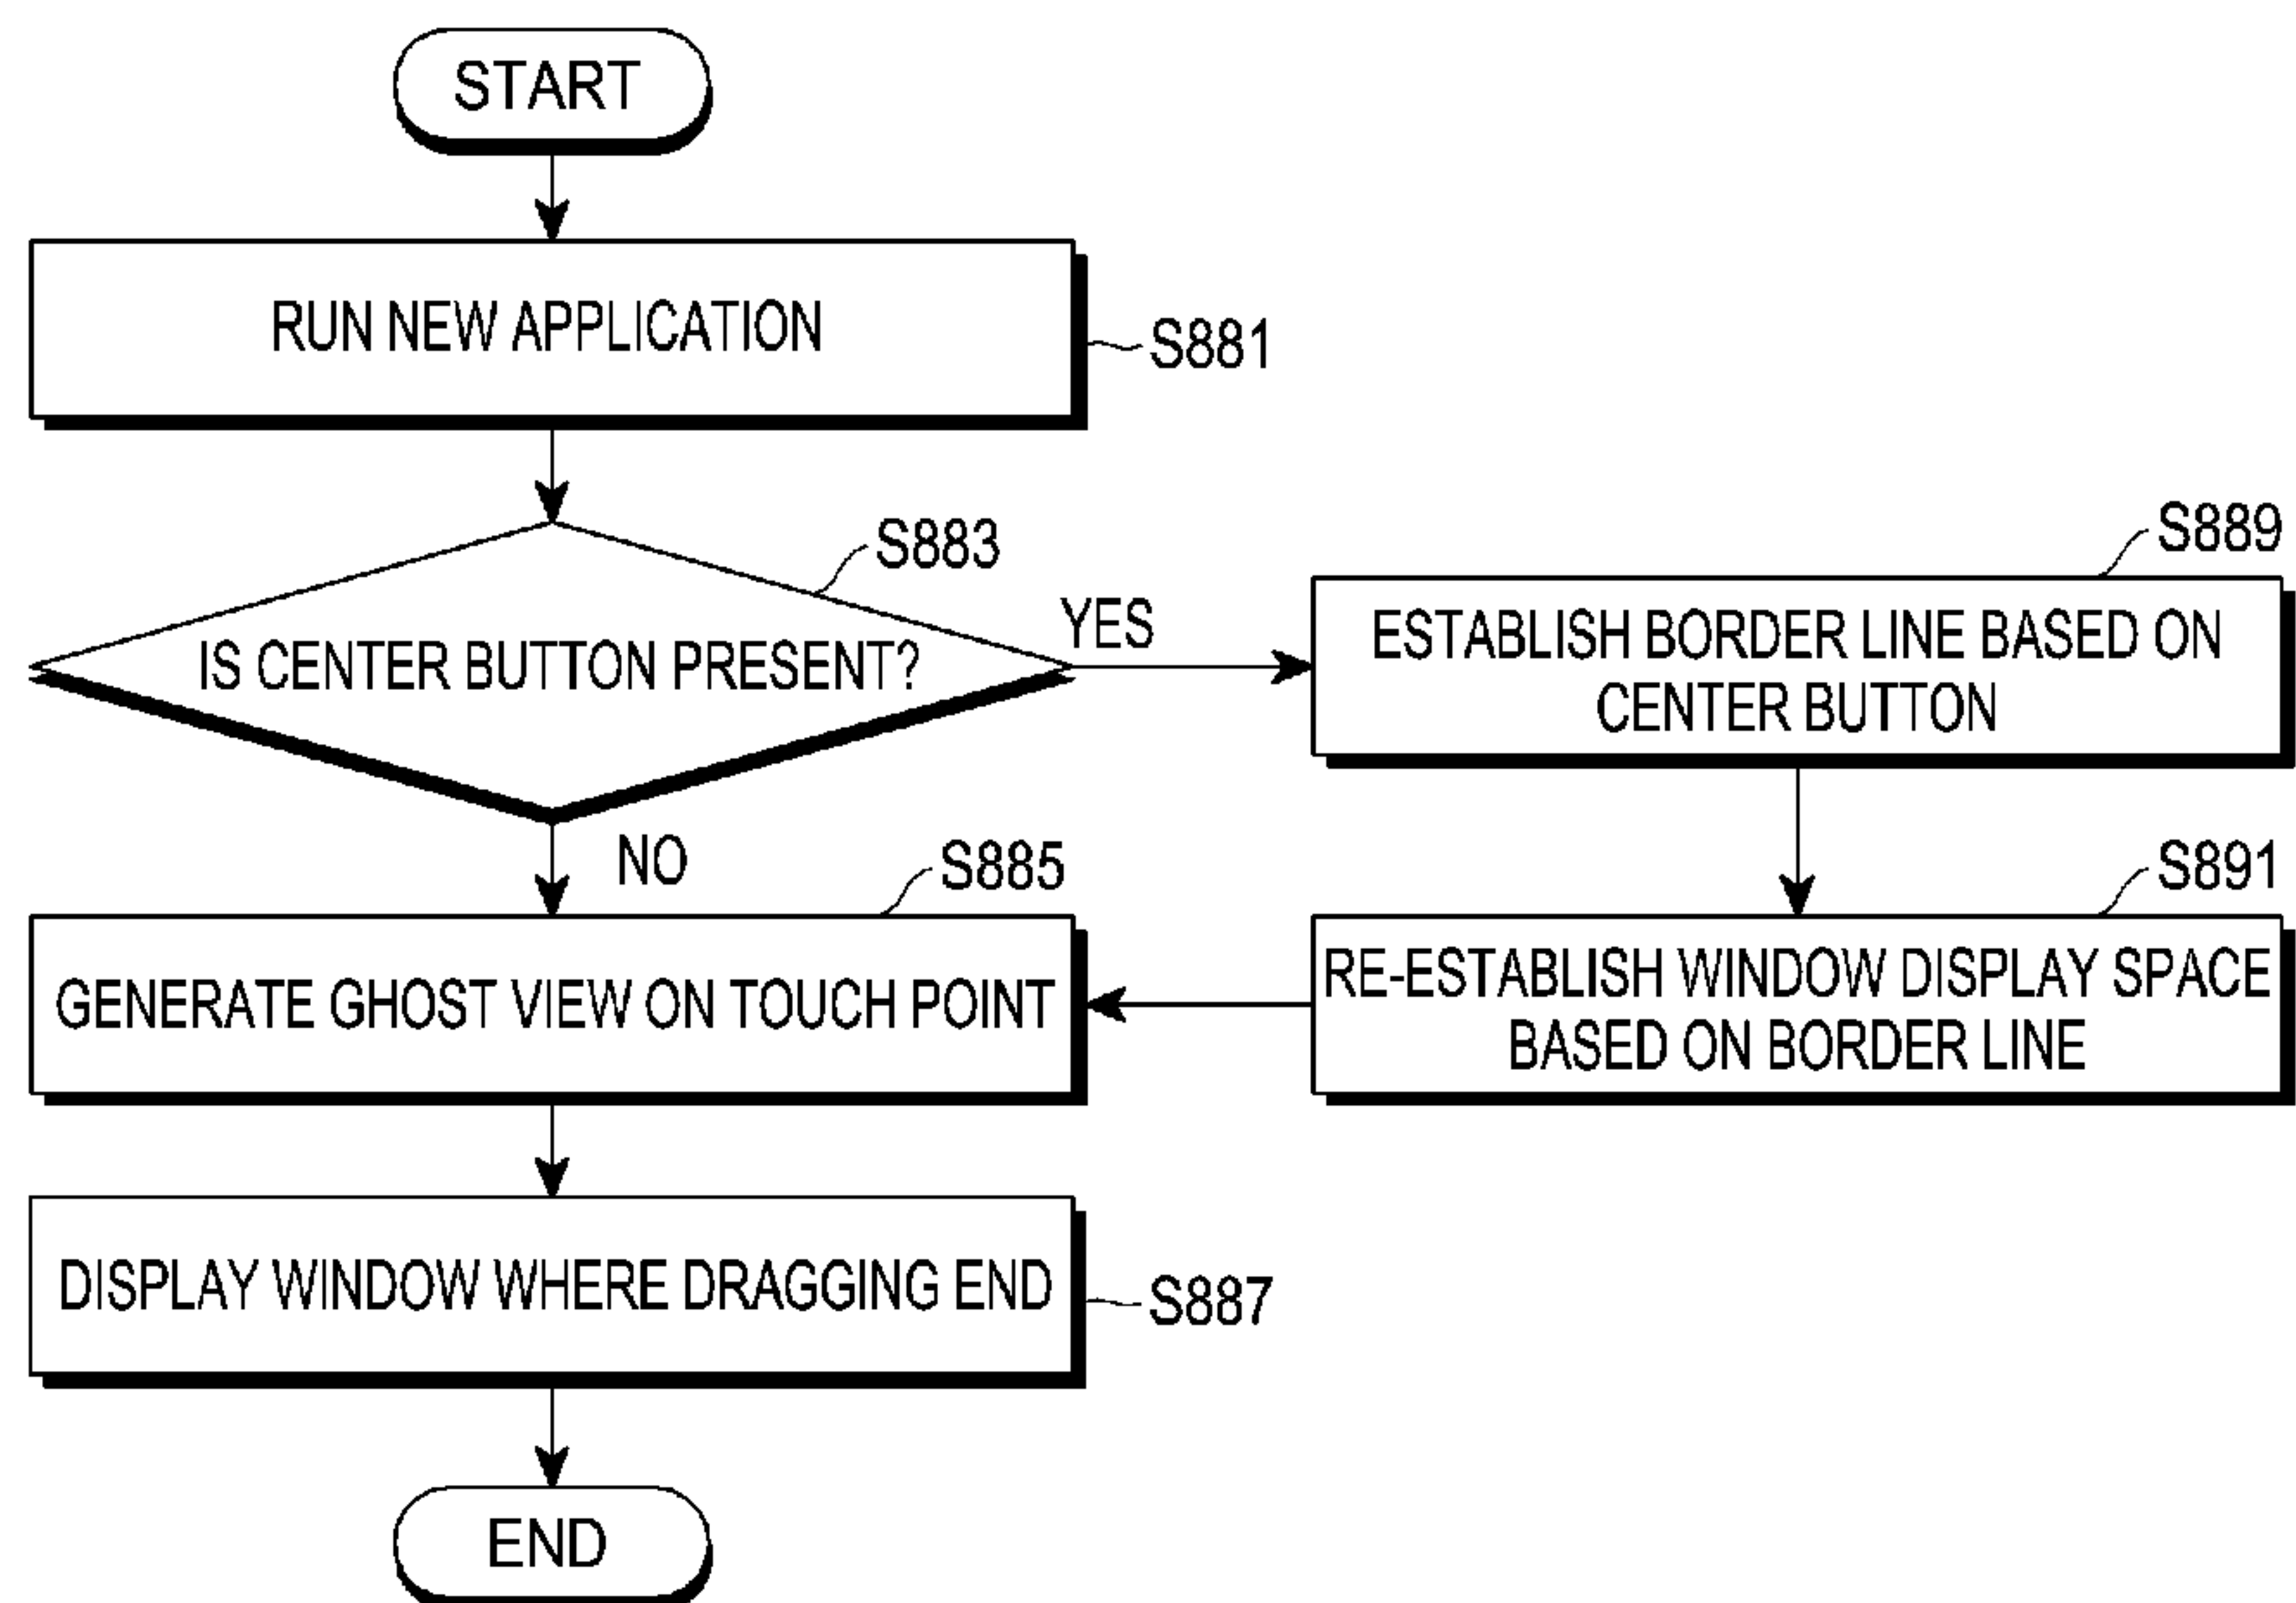 START
RUN NEW APPLICATION
S881
S883
IS CENTER BUTTON PRESENT?
YES
NO
S889
ESTABLISH BORDER LINE BASED ON
CENTER BUTTON
S891
RE-ESTABLISH WINDOW DISPLAY SPACE
BASED ON BORDER LINE
S885
GENERATE GHOST VIEW ON TOUCH POINT
DISPLAY WINDOW WHERE DRAGGING END
S887
END